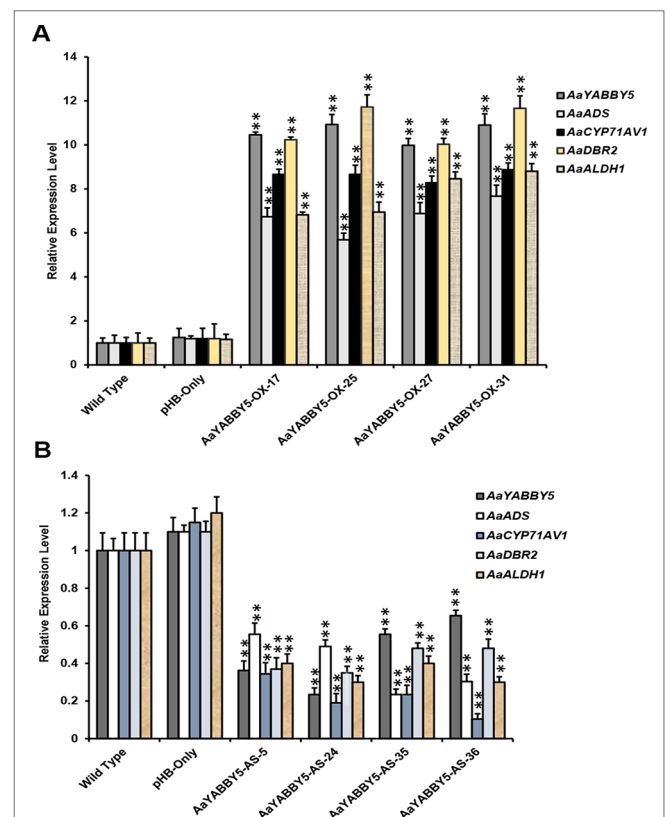 A
14
12
10
8
6
4
2
0
Relative Expression Level
** ** ** ** **
** ** ** ** **
** ** ** ** **
** ** ** ** **
AaYABBY5
AaADS
AaCYP71AV1
AaDBR2
AaALDH1
Wild Type
pHB-Only
AaYABBY5-OX-17
AaYABBY5-OX-25
AaYABBY5-OX-27
AaYABBY5-OX-31
B
1.4
1.2
1
0.8
0.6
0.4
0.2
0
Relative Expression Level
** ** ** ** **
** ** ** ** **
** ** ** ** **
** ** ** ** **
AaYABBY5
AaADS
AaCYP71AV1
AaDBR2
AaALDH1
Wild Type
pHB-Only
AaYABBY5-AS-5
AaYABBY5-AS-24
AaYABBY5-AS-35
AaYABBY5-AS-36